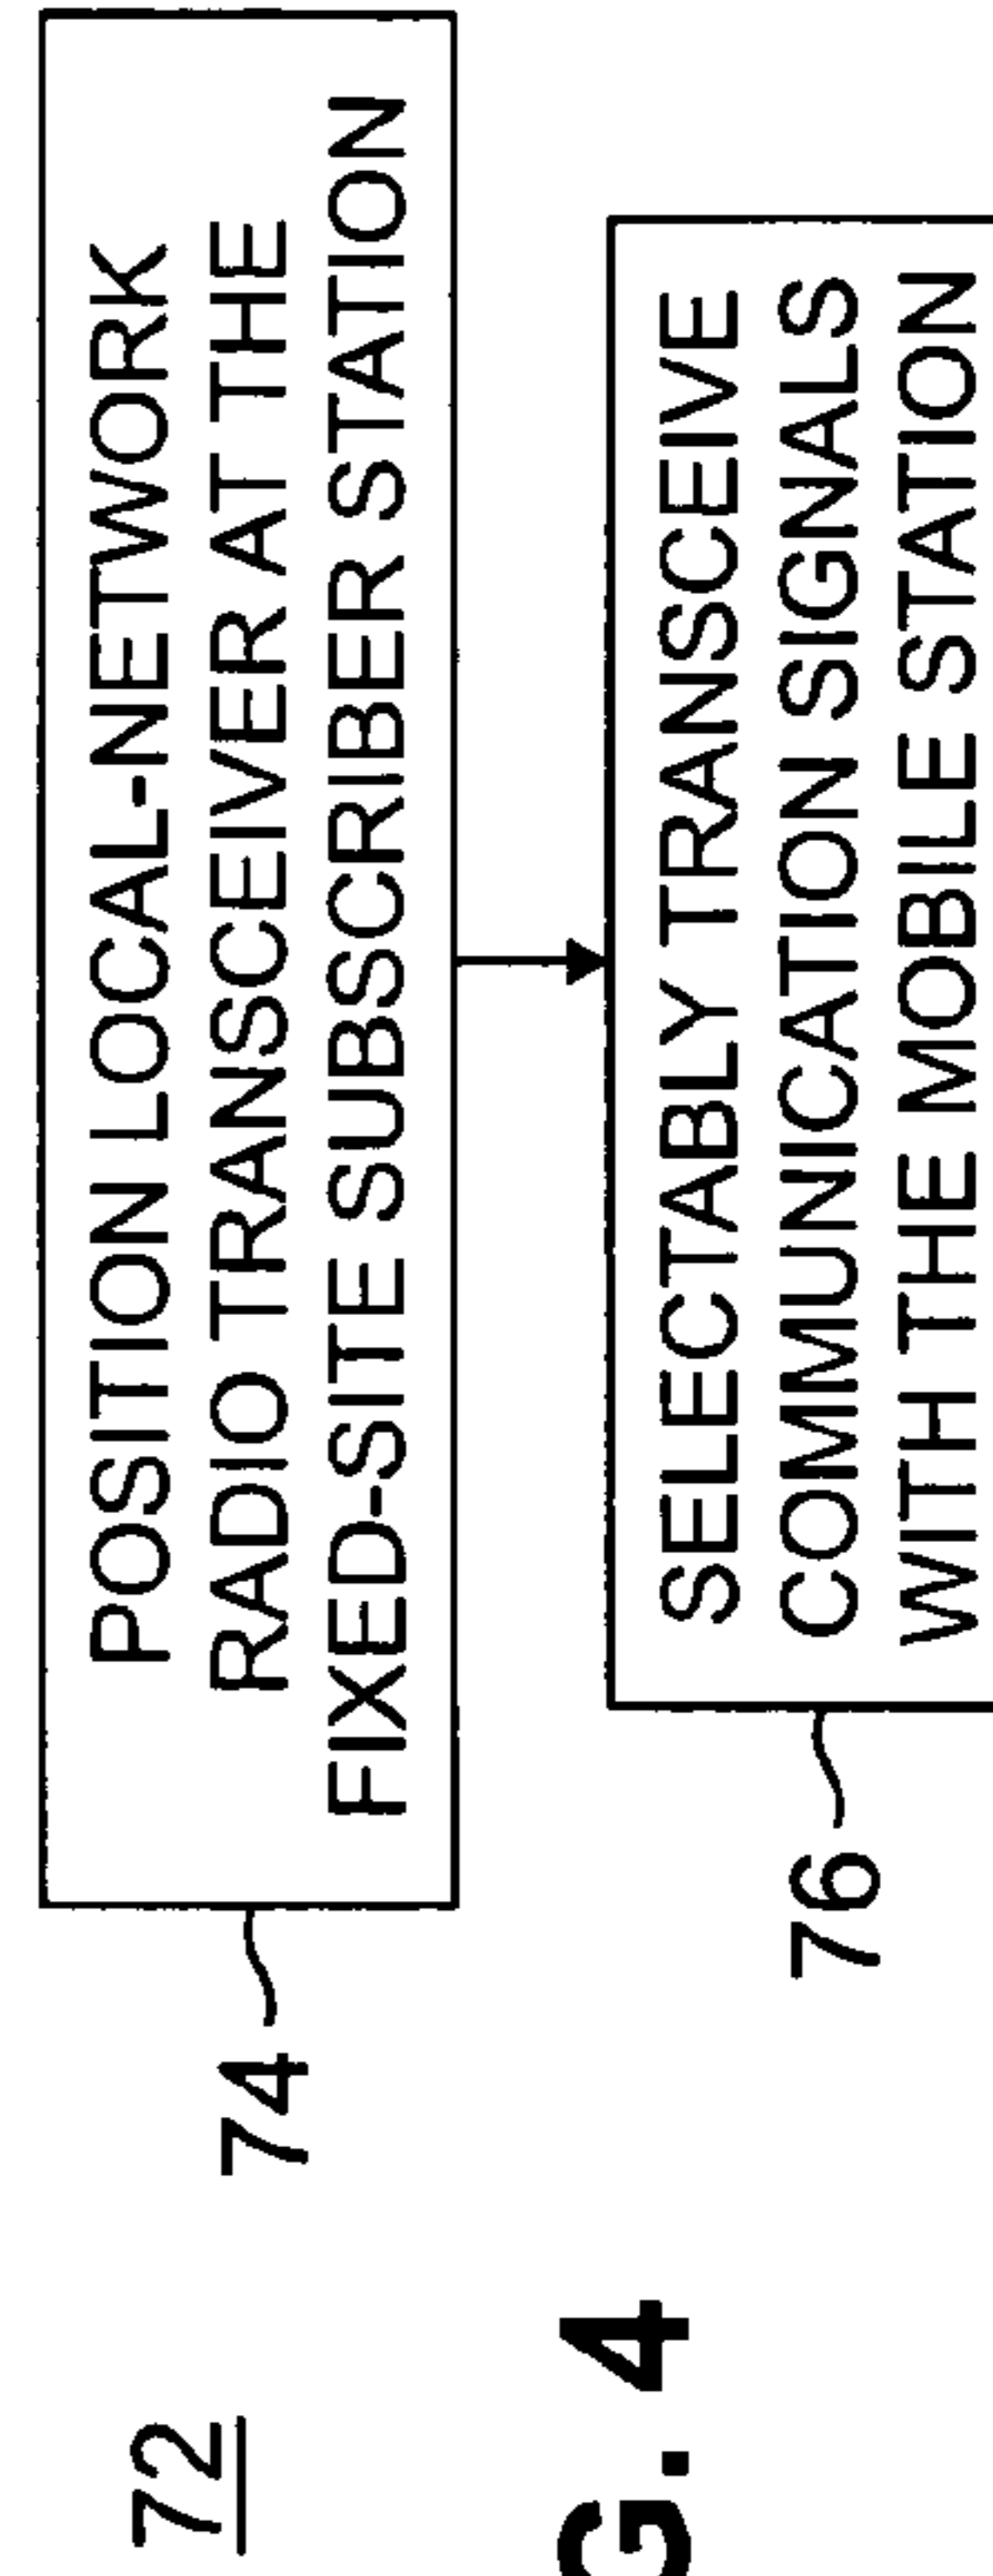 72
74
POSITION LOCAL-NETWORK
RADIO TRANSCEIVER AT THE
FIXED-SITE SUBSCRIBER STATION
76
SELECTABLY TRANSCEIVE
COMMUNICATION SIGNALS
WITH THE MOBILE STATION
G. 4